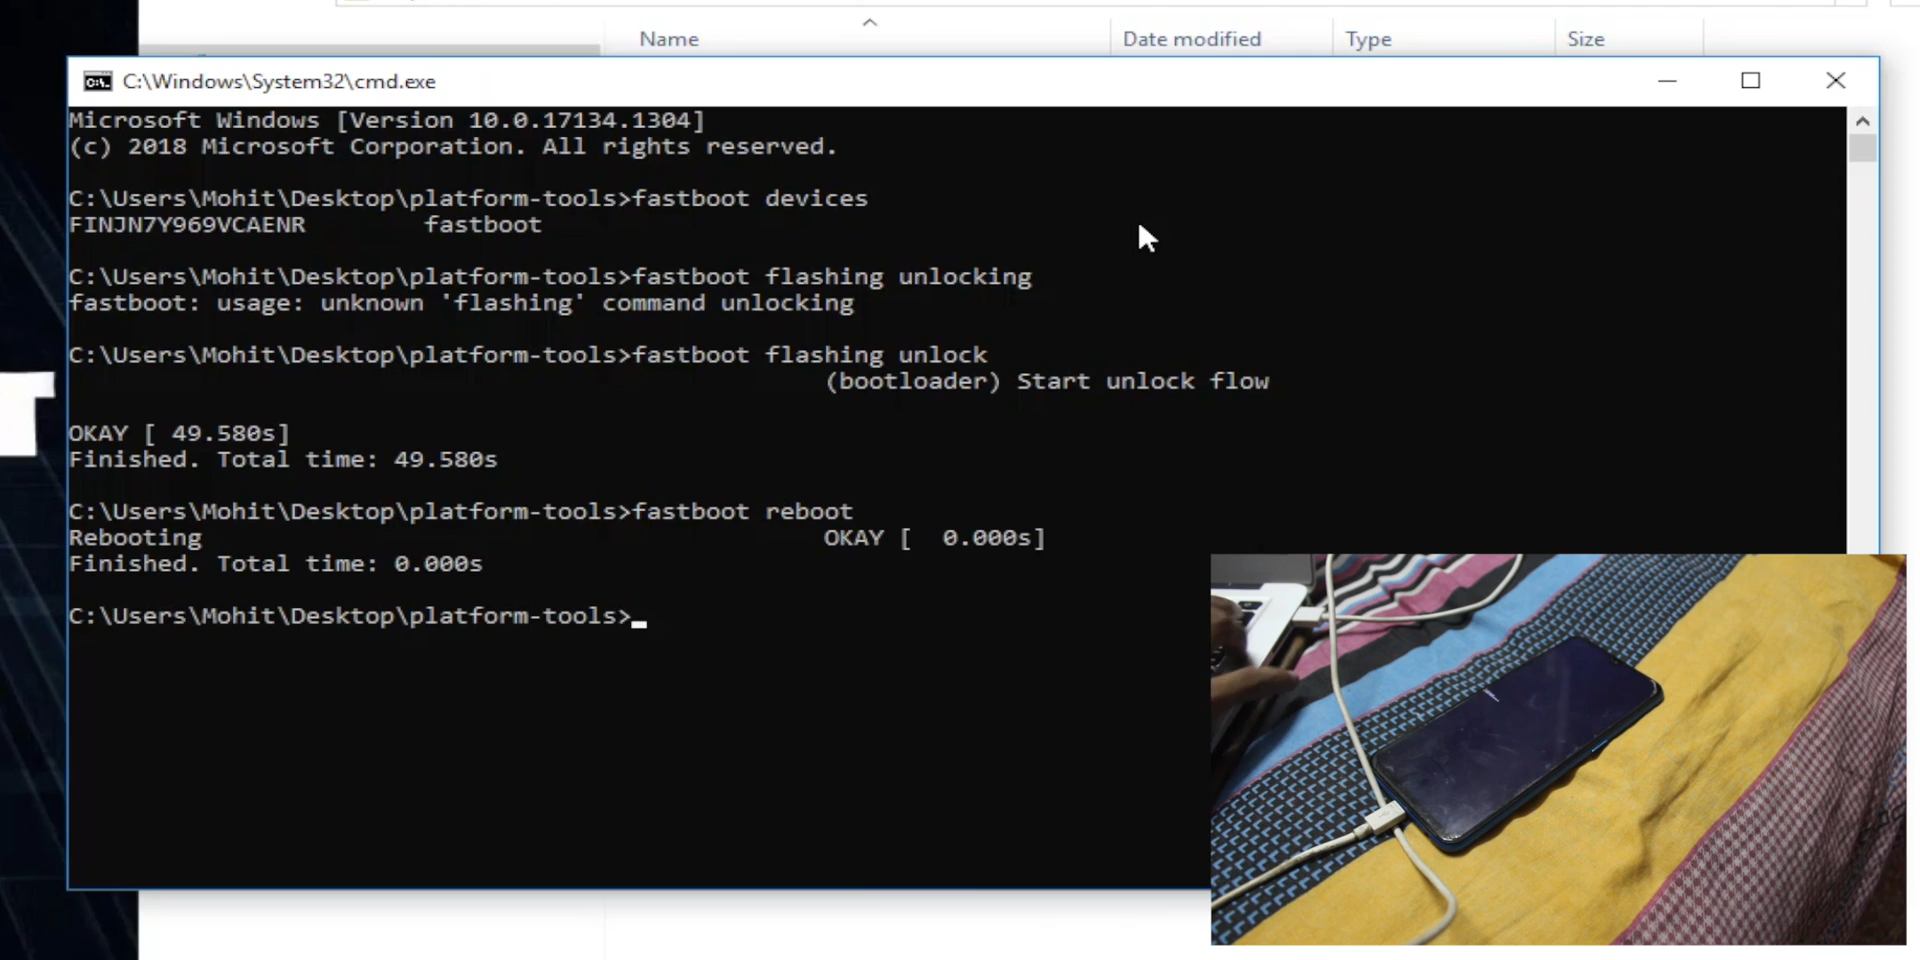 Name Date modified Type Size
C:\Windows\System32\cmd.exe
Microsoft Windows [Version 10.0.17134.1304]
(c) 2018 Microsoft Corporation. All rights reserved.
C:\Users\Mohit\Desktop\platform-tools>fastboot devices
FINJN7Y969VCAENR fastboot
C:\Users\Mohit\Desktop\platform-tools>fastboot flashing unlocking
fastboot: usage: unknown 'flashing' command unlocking
C:\Users\Mohit\Desktop\platform-tools>fastboot flashing unlock
(bootloader) Start unlock flow
OKAY [ 49.580s]
Finished. Total time: 49.580s
C:\Users\Mohit\Desktop\platform-tools>fastboot reboot
Rebooting OKAY [ 0.000s]
Finished. Total time: 0.000s
C:\Users\Mohit\Desktop\platform-tools>